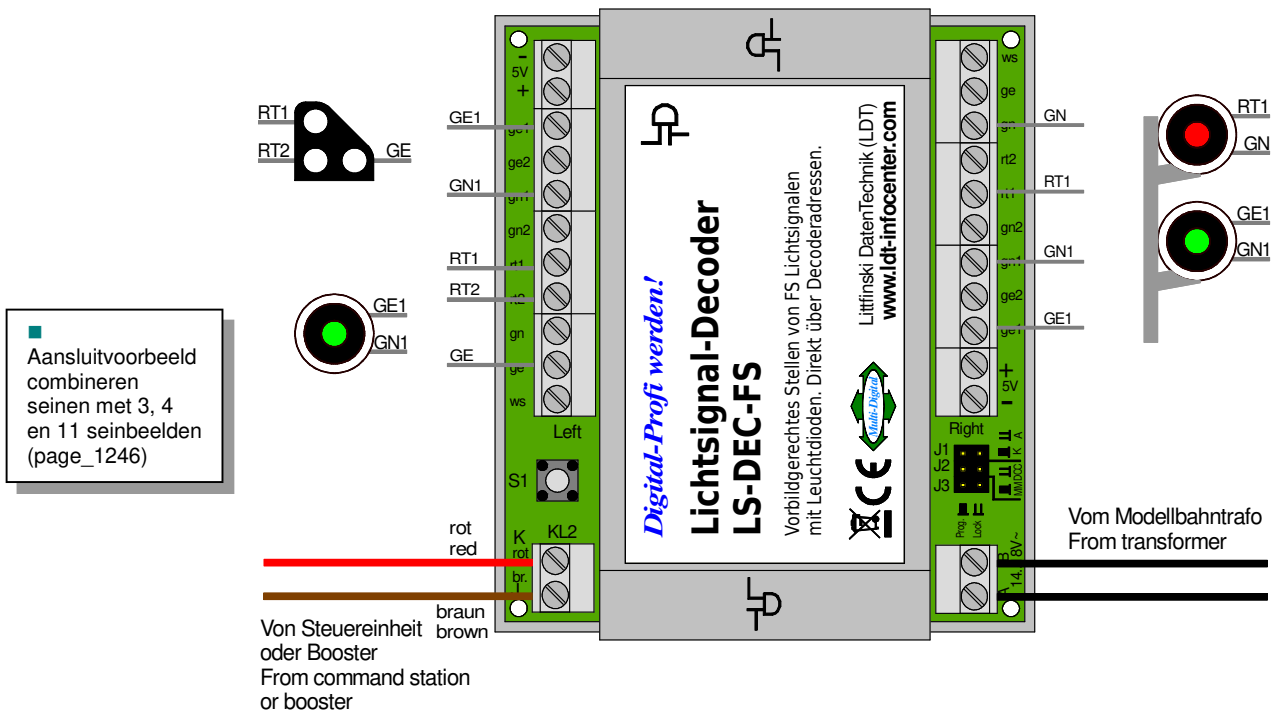 RT1
RT2
GE
GE1
GN1
■
Aansluitvoorbeeld
combineren
seinen met 3, 4
en 11 seinbeelden
(page_1246)
GE1
GN1
RT1
RT2
GE
-
5V
+
ge1
ge2
gn1
gn2
rt1
rt2
gn
ge
ws
Left
S1
K
KL2
rot
br.
rot
red
braun
brown
Von Steuereinheit
oder Booster
From command station
or booster
Digital-Profi werden!
Lichtsignal-Decoder
LS-DEC-FS
Vorbildgerechtes Stellen von FS Lichtsignalen
mit Leuchtdioden. Direkt über Decoderadressen.
Littfinski DatenTechnik (LDT)
www.ldt-infocenter.com
Multi-Digital
CE
ws
ge
gn
rt2
rt1
gn2
gn1
ge2
ge1
+
5V
-
Right
J1
J2
J3
A
K
DCC
MM
Prog.
Lock
B
A
GN
RT1
GN1
GE1
RT1
GN
GE1
GN1
Vom Modellbahntrafo
From transformer